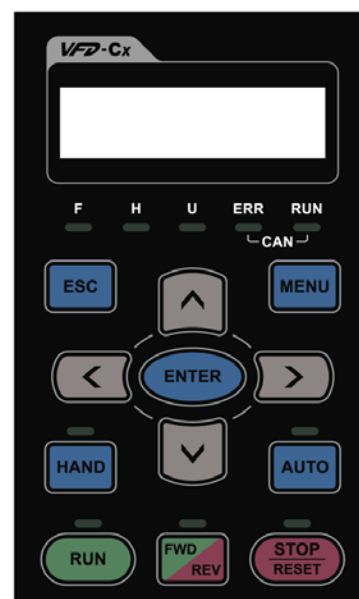 VFD-Cx
F H U ERR RUN
CAN
ESC MENU
ENTER
HAND AUTO
RUN FWD STOP
REV RESET